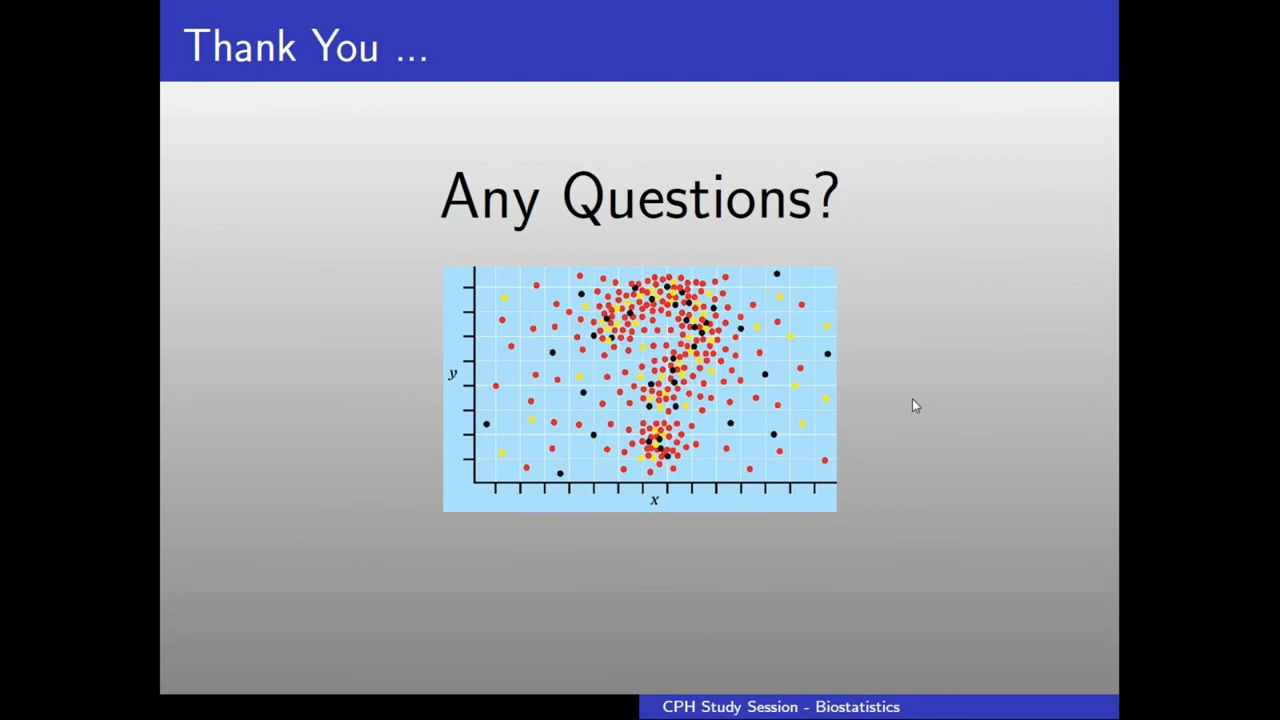 Thank You ...
Any Questions?
y
x
CPH Study Session - Biostatistics